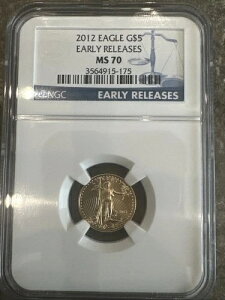 2012 EAGLE G$5
EARLY RELEASES
MS 70
3564915-175
NGC
EARLY RELEASES